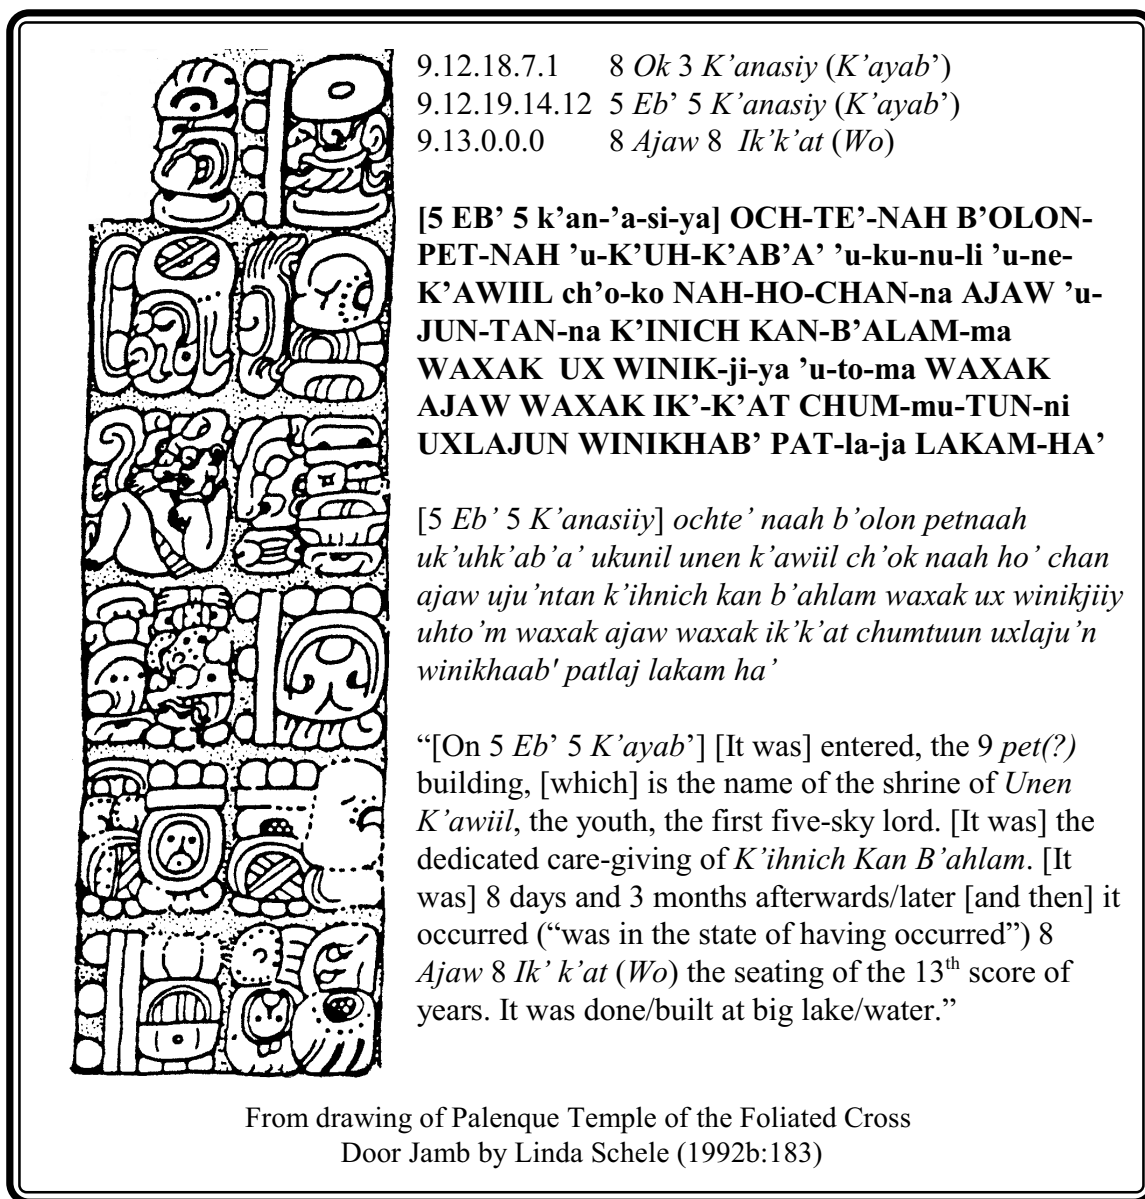 9.12.18.7.1 8 Ok 3 K'anasiy (K'ayab')
9.12.19.14.12 5 Eb' 5 K'anasiy (K'ayab')
9.13.0.0.0 8 Ajaw 8 Ik'k'at (Wo)
[5 EB' 5 k'an-'a-si-ya] OCH-TE'-NAH B'OLON-
PET-NAH 'u-K'UH-K'AB'A' 'u-ku-nu-li 'u-ne-
K'AWIIL ch'o-ko NAH-HO-CHAN-na AJAW 'u-
JUN-TAN-na K'INICH KAN-B'ALAM-ma
WAXAK UX WINIK-ji-ya 'u-to-ma WAXAK
AJAW WAXAK IK'-K'AT CHUM-mu-TUN-ni
UXLAJUN WINIKHAB' PAT-la-ja LAKAM-HA'
[5 Eb' 5 K'anasiiy] ochte' naah b'olon petnaah
uk'uhk'ab'a' ukunil unen k'awiil ch'ok naah ho' chan
ajaw uju'ntan k'ihnich kan b'ahlam waxak ux winikjiiy
uhto'm waxak ajaw waxak ik'k'at chumtuun uxlaju'n
winikhaab' patlaj lakam ha'
“[On 5 Eb' 5 K'ayab'] [It was] entered, the 9 pet(?)
building, [which] is the name of the shrine of Unen
K'awiil, the youth, the first five-sky lord. [It was] the
dedicated care-giving of K'ihnich Kan B'ahlam. [It
was] 8 days and 3 months afterwards/later [and then] it
occurred (“was in the state of having occurred”) 8
Ajaw 8 Ik' k'at (Wo) the seating of the 13th score of
years. It was done/built at big lake/water.”
From drawing of Palenque Temple of the Foliated Cross
Door Jamb by Linda Schele (1992b:183)